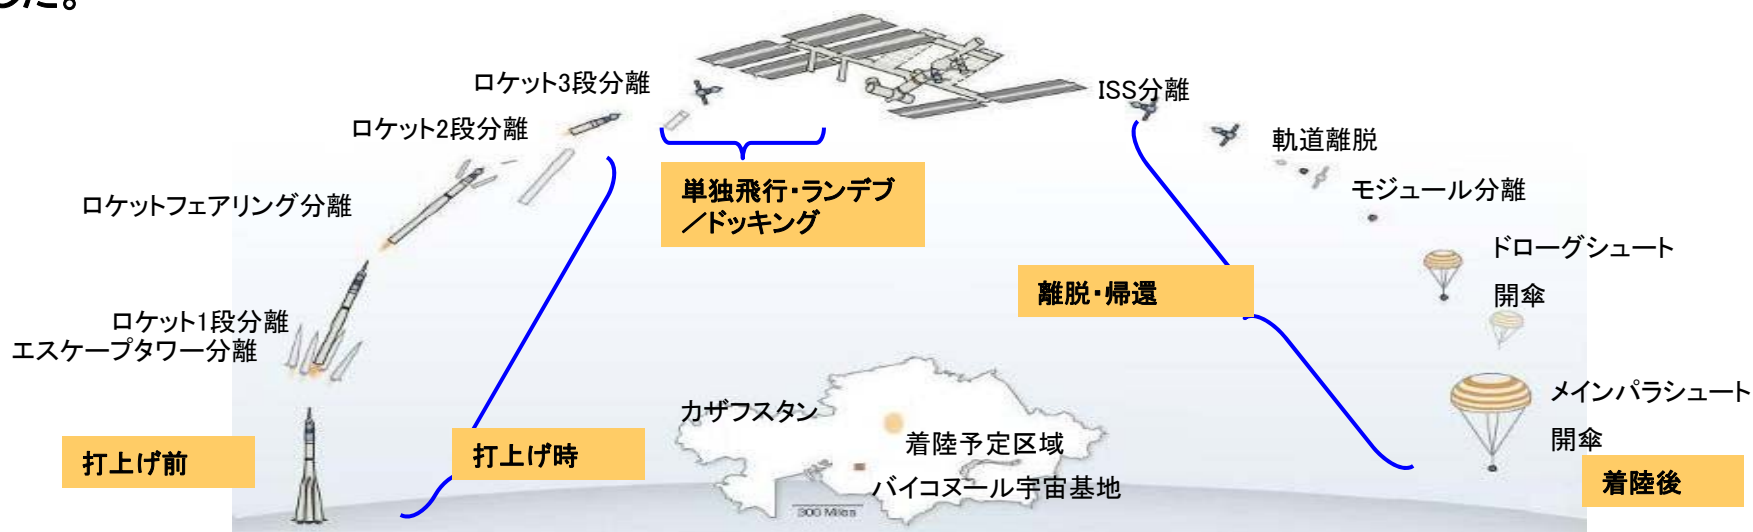 した。
ロケット3段分離
ISS分離
ロケット2段分離
軌道離脱
単独飛行・ランデブ
／ドッキング
モジュール分離
ロケットフェアリング分離
ドローグシュート
開傘
離脱・帰還
ロケット1段分離
エスケープタワー分離
カザフスタン
メインパラシュート
開傘
着陸予定区域
打上げ前
打上げ時
バイコヌール宇宙基地
着陸後
300 Miles